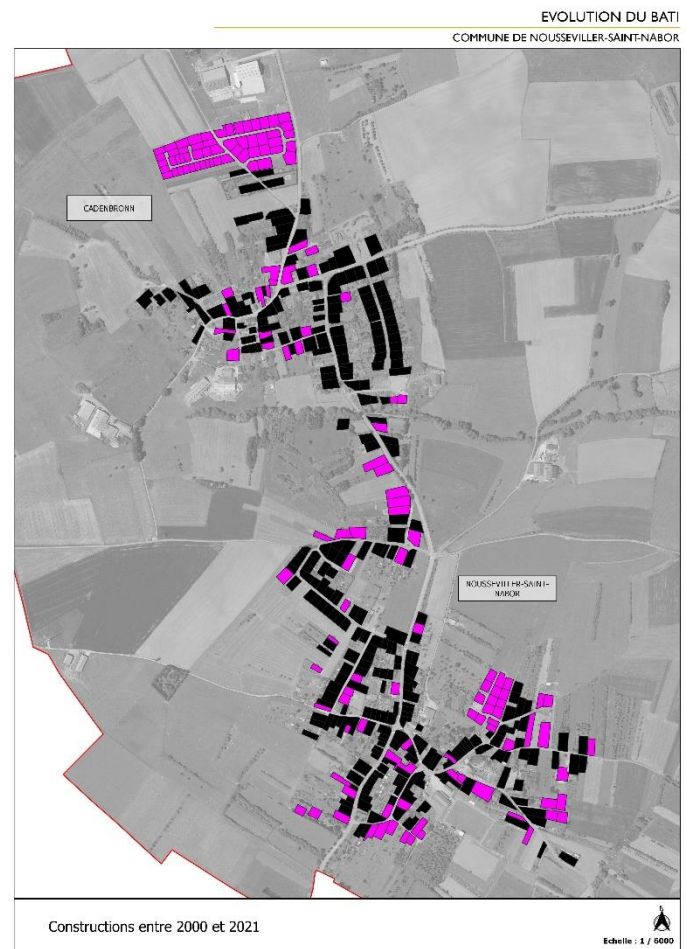 EVOLUTION DU BATI
COMMUNE DE NOUSSEVILLER-SAINT-NABOR
CADENBRONN
NOUSSEVILLER-SAINT-
NABOR
Constructions entre 2000 et 2021
Echelle : 1 / 6000